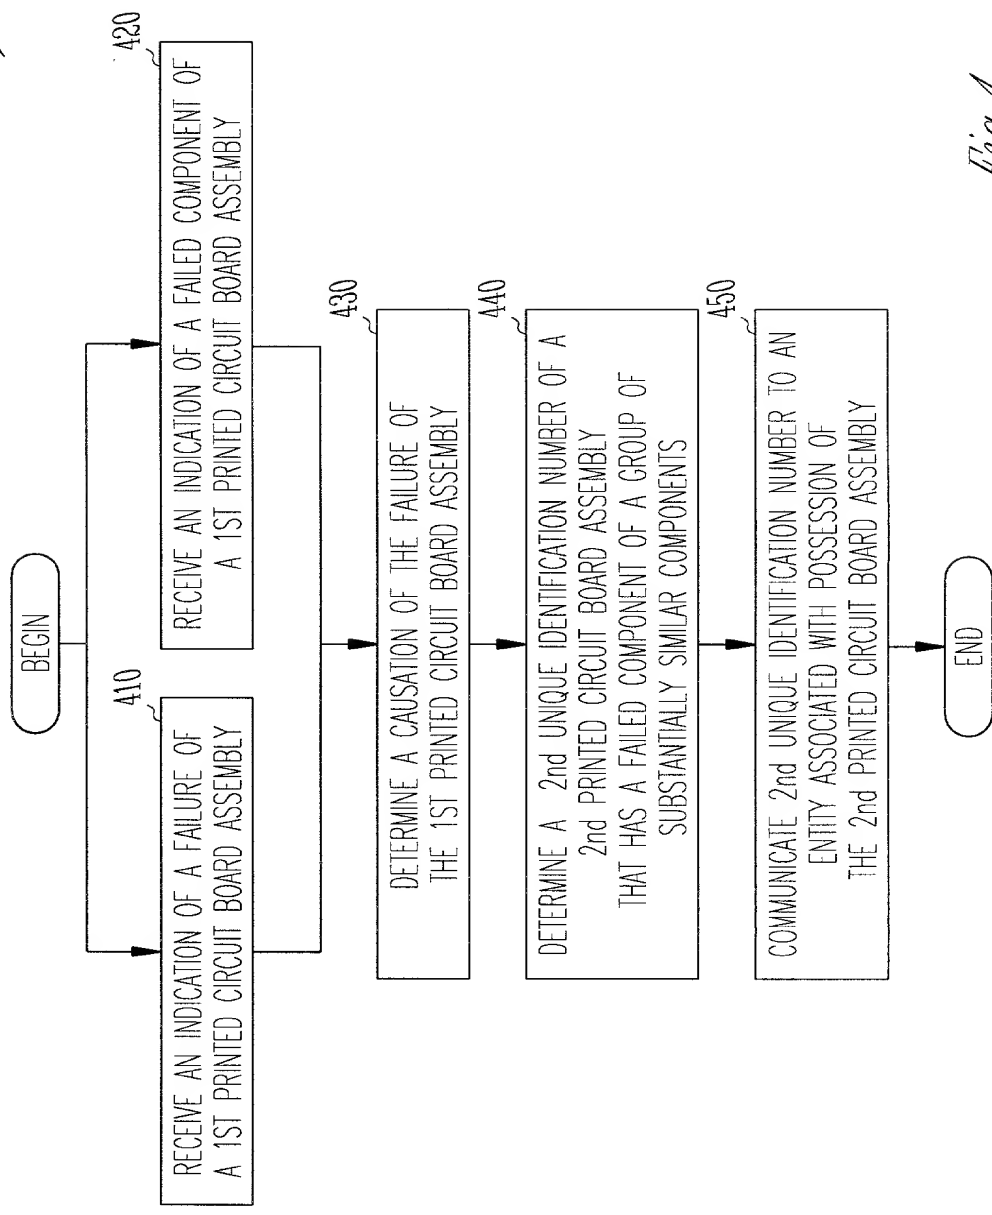 BEGIN
410
RECEIVE AN INDICATION OF A FAILURE OF
A 1ST PRINTED CIRCUIT BOARD ASSEMBLY
420
RECEIVE AN INDICATION OF A FAILED COMPONENT OF
A 1ST PRINTED CIRCUIT BOARD ASSEMBLY
430
DETERMINE A CAUSATION OF THE FAILURE OF
THE 1ST PRINTED CIRCUIT BOARD ASSEMBLY
440
DETERMINE A 2nd UNIQUE IDENTIFICATION NUMBER OF A
2nd PRINTED CIRCUIT BOARD ASSEMBLY
THAT HAS A FAILED COMPONENT OF A GROUP OF
SUBSTANTIALLY SIMILAR COMPONENTS
450
COMMUNICATE 2nd UNIQUE IDENTIFICATION NUMBER TO AN
ENTITY ASSOCIATED WITH POSSESSION OF
THE 2nd PRINTED CIRCUIT BOARD ASSEMBLY
END